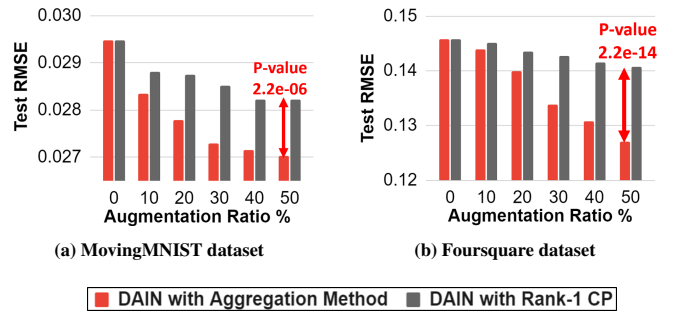 0.030
0.029
0.028
0.027
Test RMSE
P-value
2.2e-06
0 10 20 30 40 50
Augmentation Ratio %
(a) MovingMNIST dataset
0.15
0.14
0.13
0.12
Test RMSE
P-value
2.2e-14
0 10 20 30 40 50
Augmentation Ratio %
(b) Foursquare dataset
DAIN with Aggregation Method DAIN with Rank-1 CP